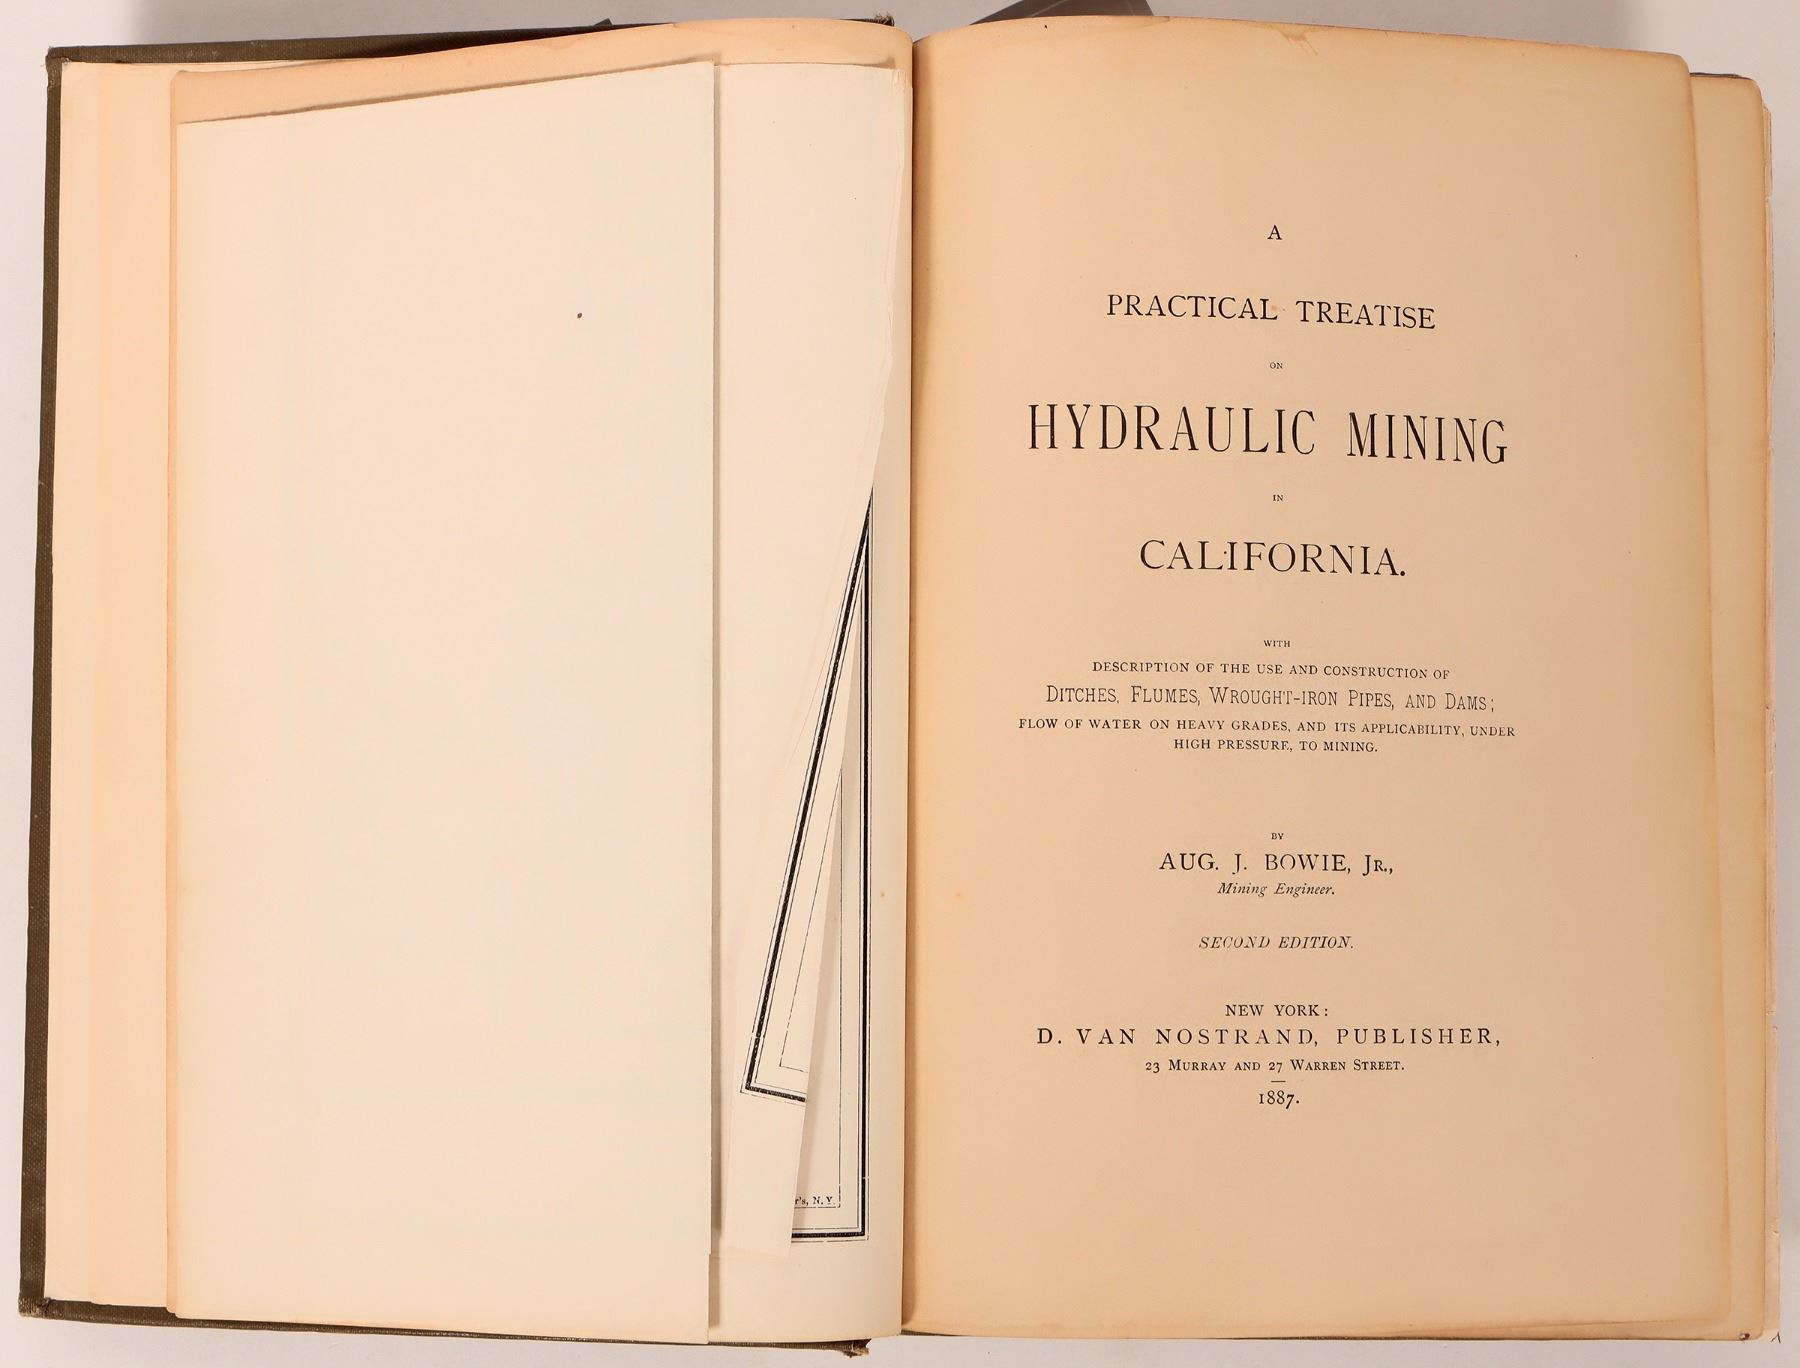 r's, N. Y.
A
PRACTICAL TREATISE
ON
HYDRAULIC MINING
IN
CALIFORNIA.
WITH
DESCRIPTION OF THE USE AND CONSTRUCTION OF
DITCHES, FLUMES, WROUGHT-IRON PIPES, AND DAMS;
FLOW OF WATER ON HEAVY GRADES, AND ITS APPLICABILITY, UNDER
HIGH PRESSURE, TO MINING.
BY
AUG. J. BOWIE, JR.,
Mining Engineer.
SECOND EDITION.
NEW YORK:
D. VAN NOSTRAND, PUBLISHER,
23 MURRAY AND 27 WARREN STREET.
1887.